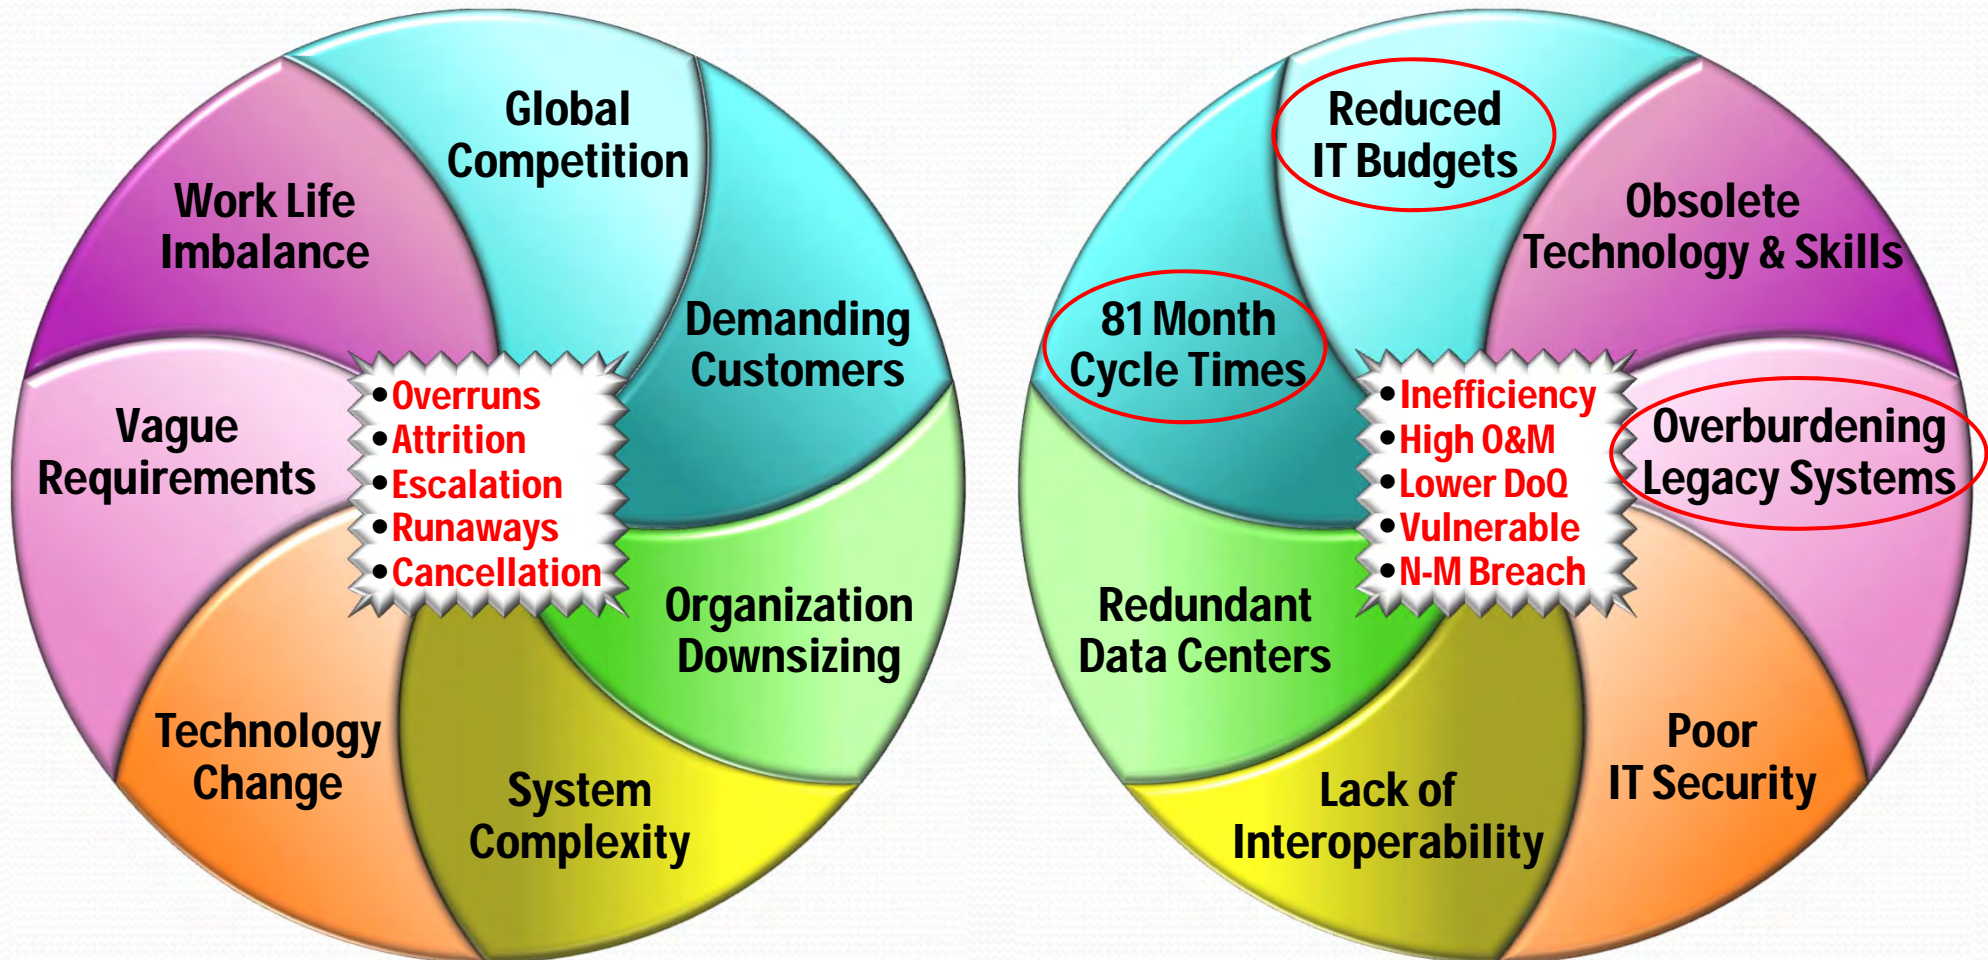 Global
Competition
Demanding
Customers
Organization
Downsizing
System
Complexity
Technology
Change
Vague
Requirements
Work Life
Imbalance
•Overruns
•Attrition
•Escalation
•Runaways
•Cancellation
Reduced
IT Budgets
Obsolete
Technology & Skills
Overburdening
Legacy Systems
Poor
IT Security
Lack of
Interoperability
Redundant
Data Centers
81 Month
Cycle Times
•Inefficiency
•High O&M
•Lower DoQ
•Vulnerable
•N-M Breach